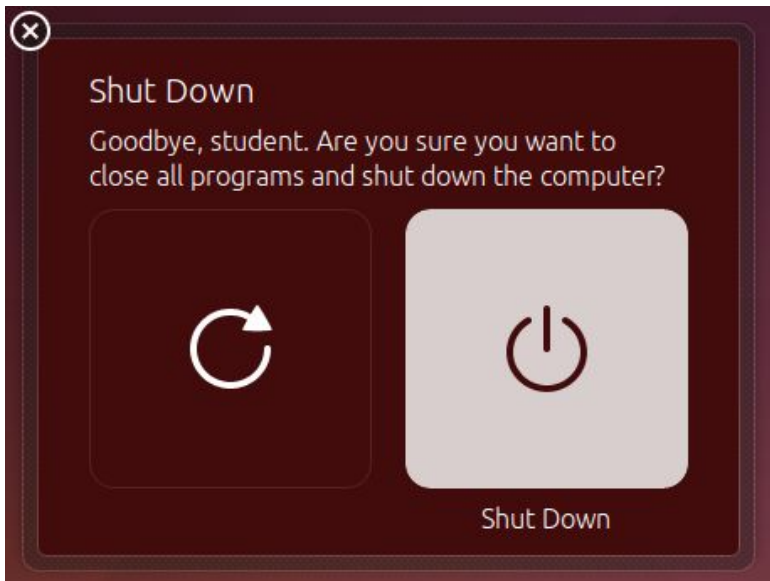 Shut Down
Goodbye, student. Are you sure you want to
close all programs and shut down the computer?
Shut Down